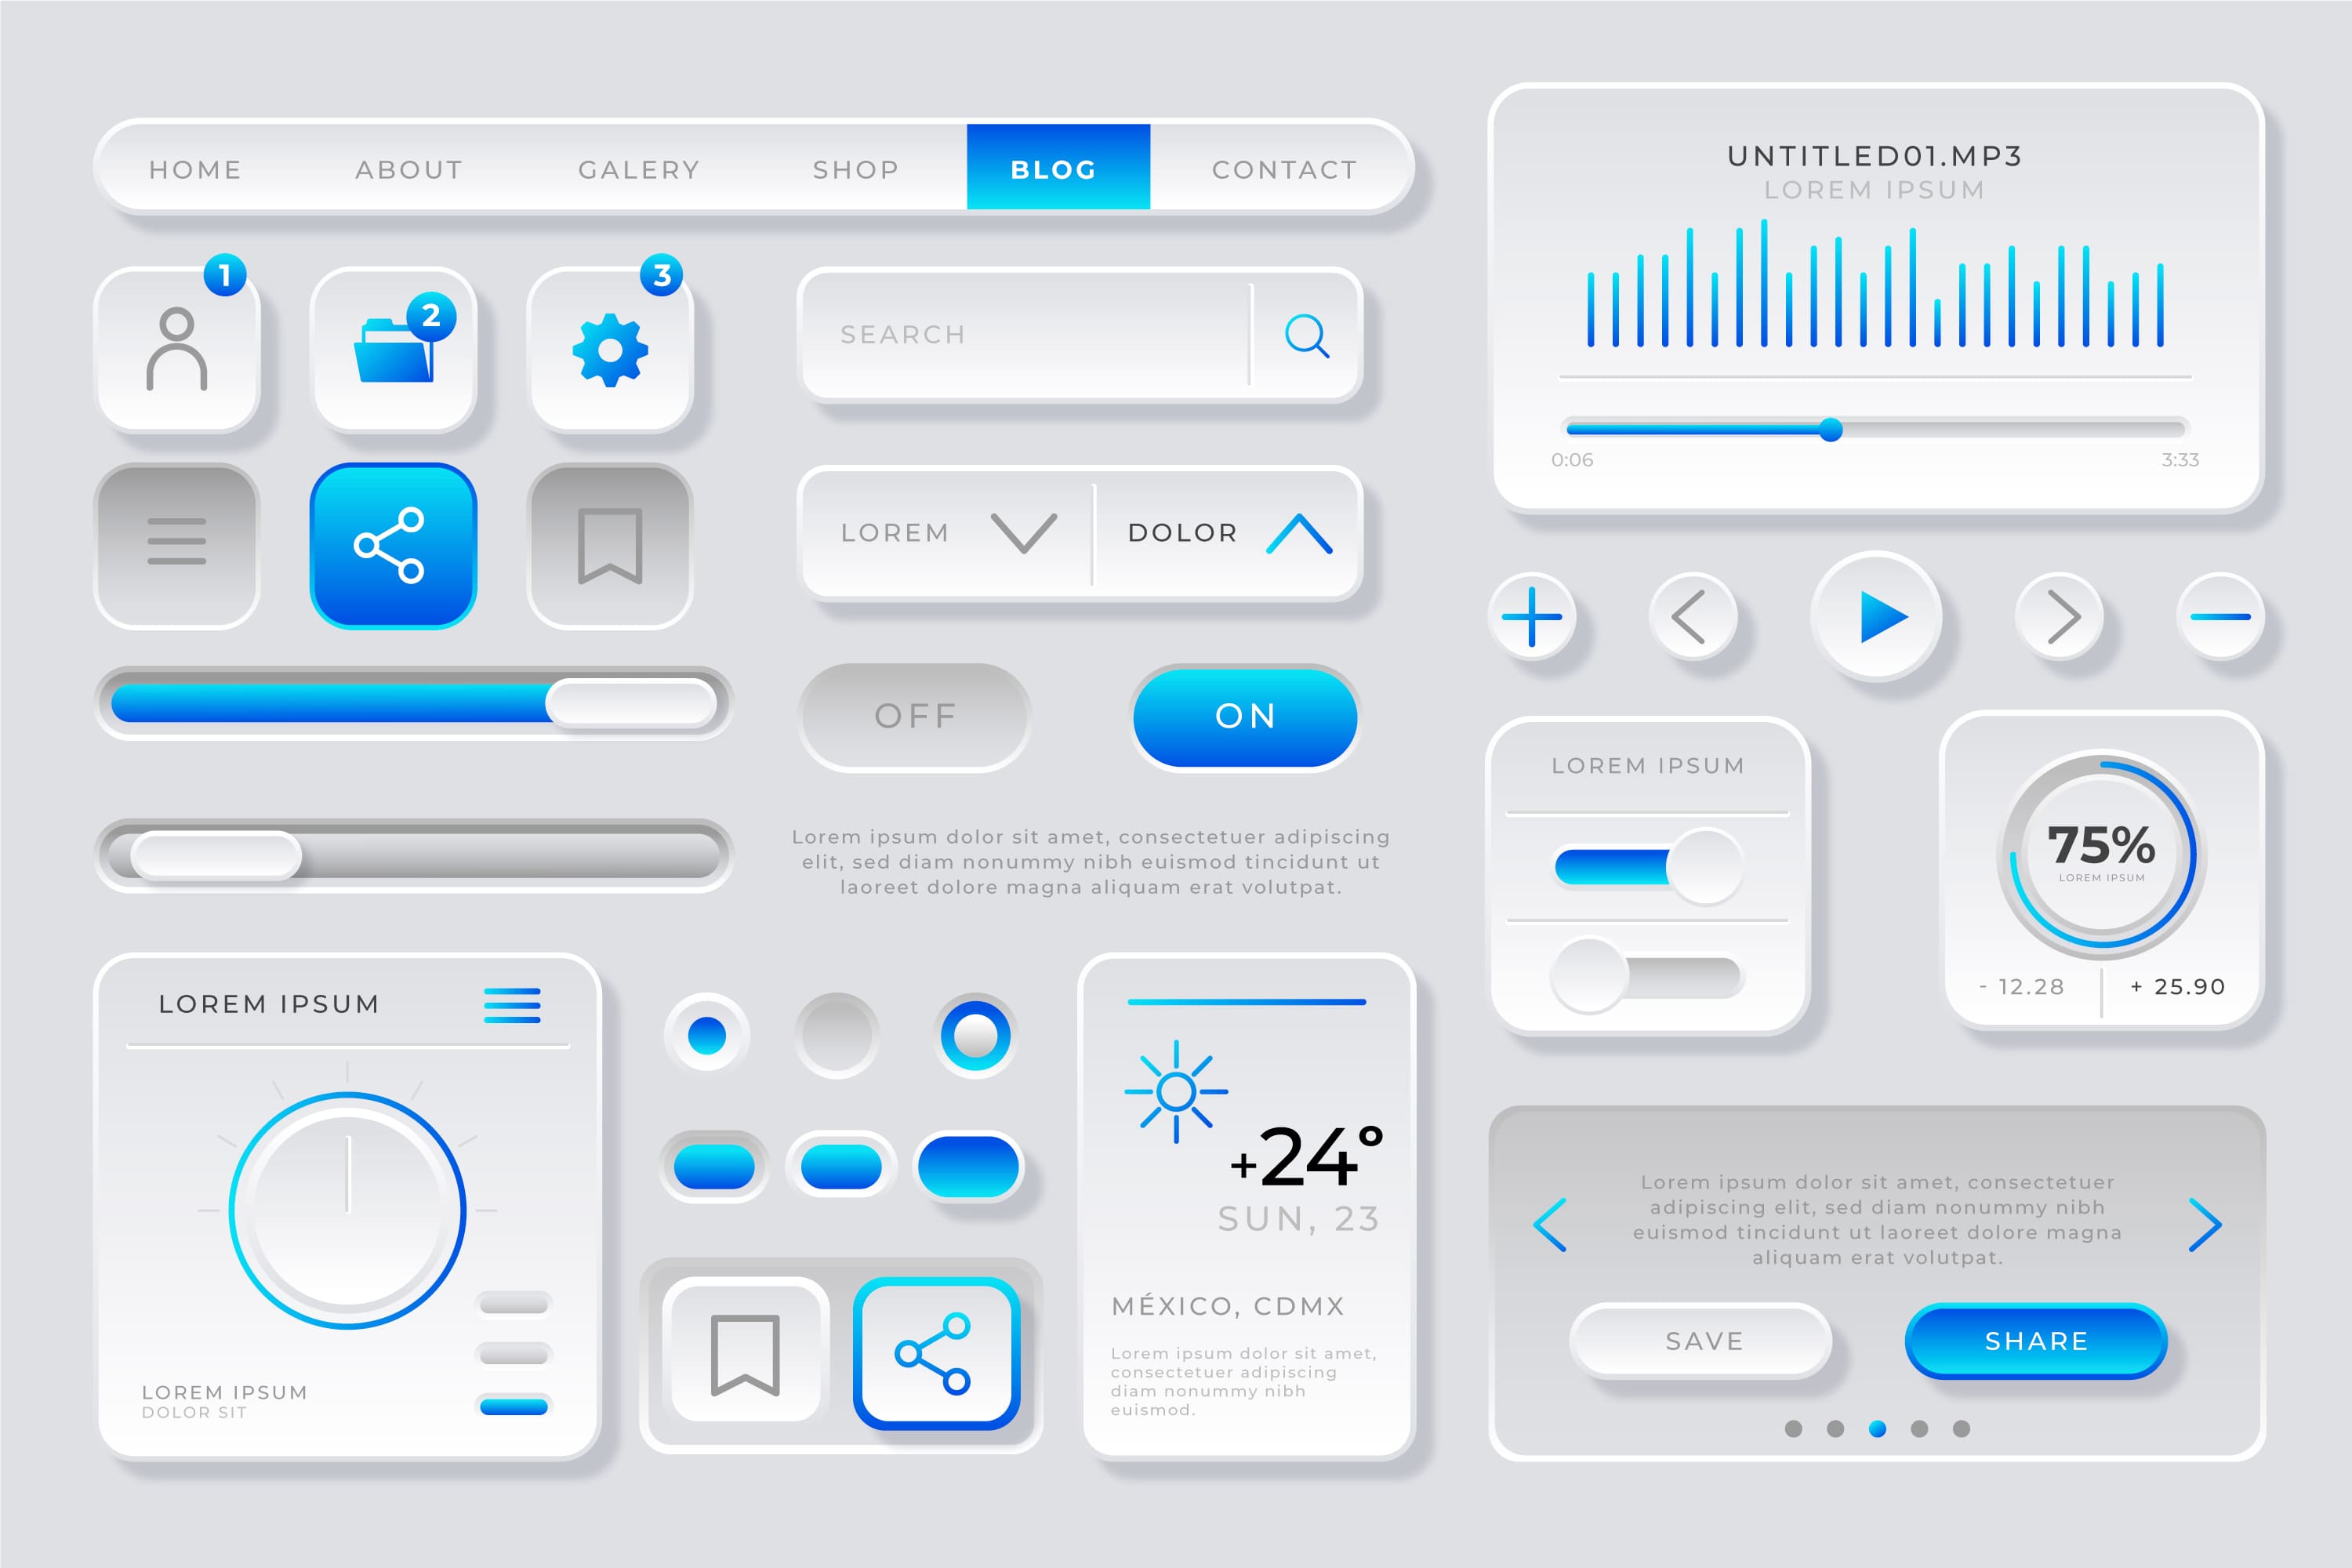 HOME ABOUT GALERY SHOP BLOG CONTACT
1
2
3
SEARCH
LOREM DOLOR
OFF ON
Lorem ipsum dolor sit amet, consectetuer adipiscing
elit, sed diam nonummy nibh euismod tincidunt ut
laoreet dolore magna aliquam erat volutpat.
LOREM IPSUM
LOREM IPSUM
DOLOR SIT
+24°
SUN, 23
MÉXICO, CDMX
Lorem ipsum dolor sit amet,
consectetuer adipiscing
diam nonummy nibh
euismod.
UNTITLED01.MP3
LOREM IPSUM
0:06 3:33
LOREM IPSUM
75%
LOREM IPSUM
- 12.28 + 25.90
Lorem ipsum dolor sit amet, consectetuer
adipiscing elit, sed diam nonummy nibh
euismod tincidunt ut laoreet dolore magna
aliquam erat volutpat.
SAVE SHARE